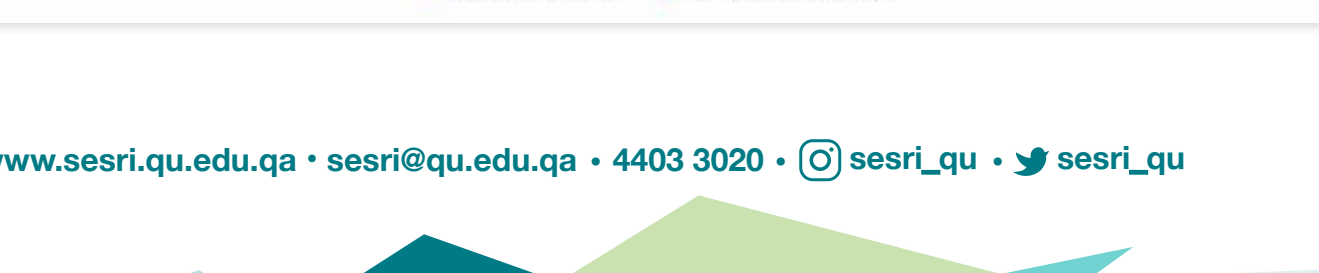 www.sesri.qu.edu.qa • sesri@qu.edu.qa • 4403 3020 • sesri_qu • sesri_qu